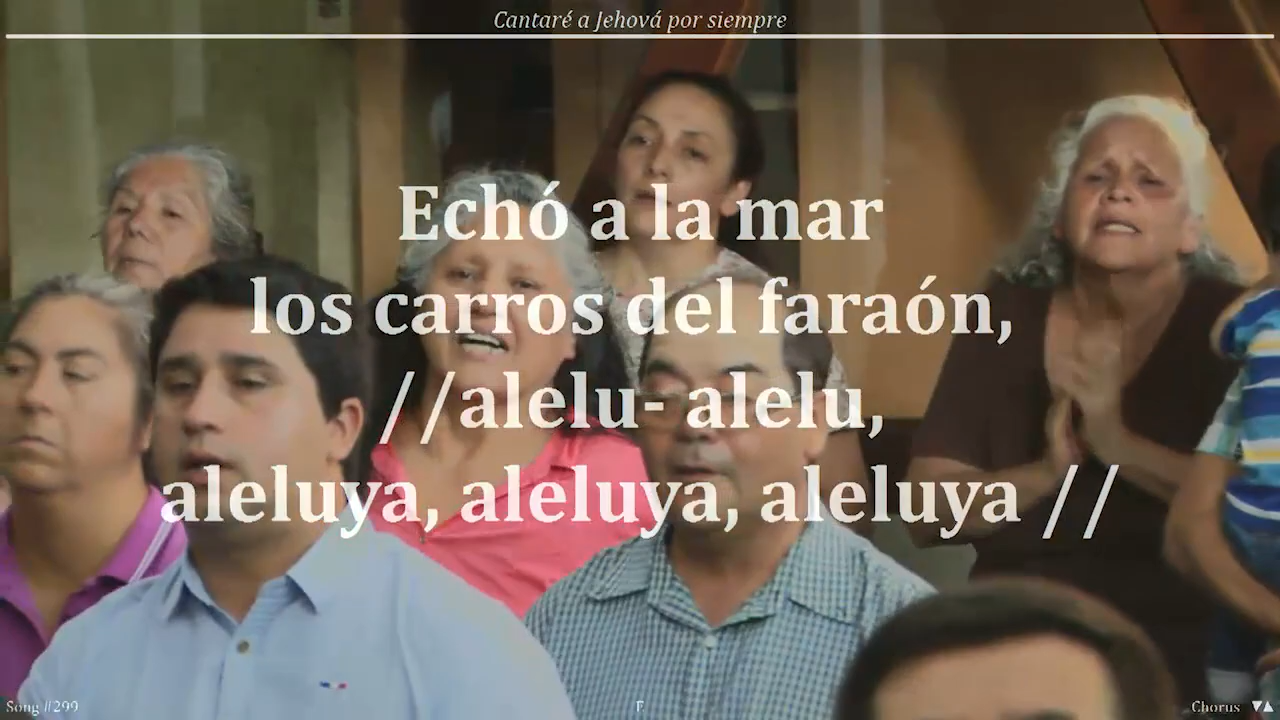 Cantaré a Jehová por siempre
Echó a la mar
los carros del faraón,
//alelu- alelu,
aleluya, aleluya, aleluya //
Song #299
Chorus